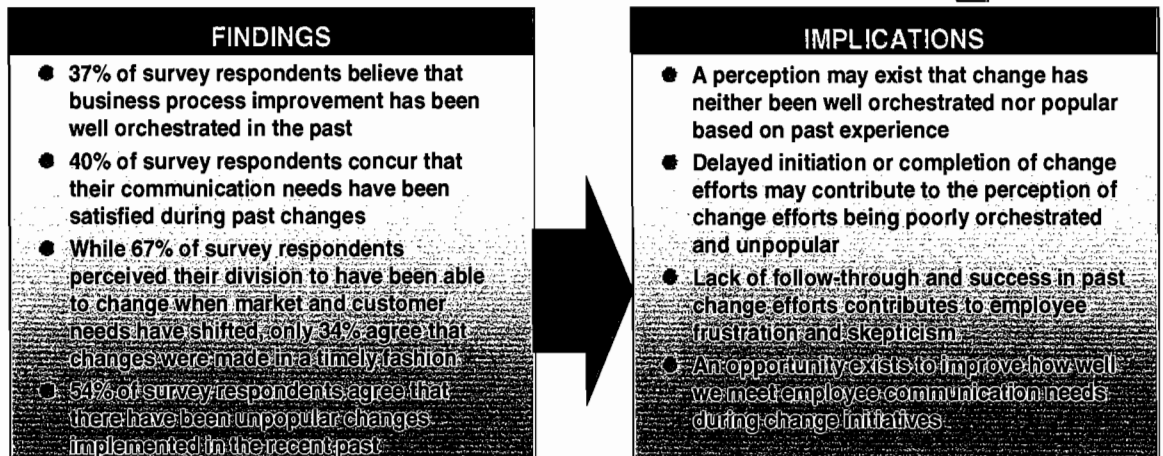 FINDINGS
● 37% of survey respondents believe that
business process improvement has been
well orchestrated in the past
● 40% of survey respondents concur that
their communication needs have been
satisfied during past changes
● While 67% of survey respondents
perceived their division to have been able
to change when market and customer
needs have shifted, only 34% agree that
changes were made in a timely fashion
● 54% of survey respondents agree that
there have been unpopular changes
implemented in the recent past
IMPLICATIONS
● A perception may exist that change has
neither been well orchestrated nor popular
based on past experience
● Delayed initiation or completion of change
efforts may contribute to the perception of
change efforts being poorly orchestrated
and unpopular
● Lack of follow-through and success in past
change efforts contributes to employee
frustration and skepticism
● An opportunity exists to improve how well
we meet employee communication needs
during change initiatives